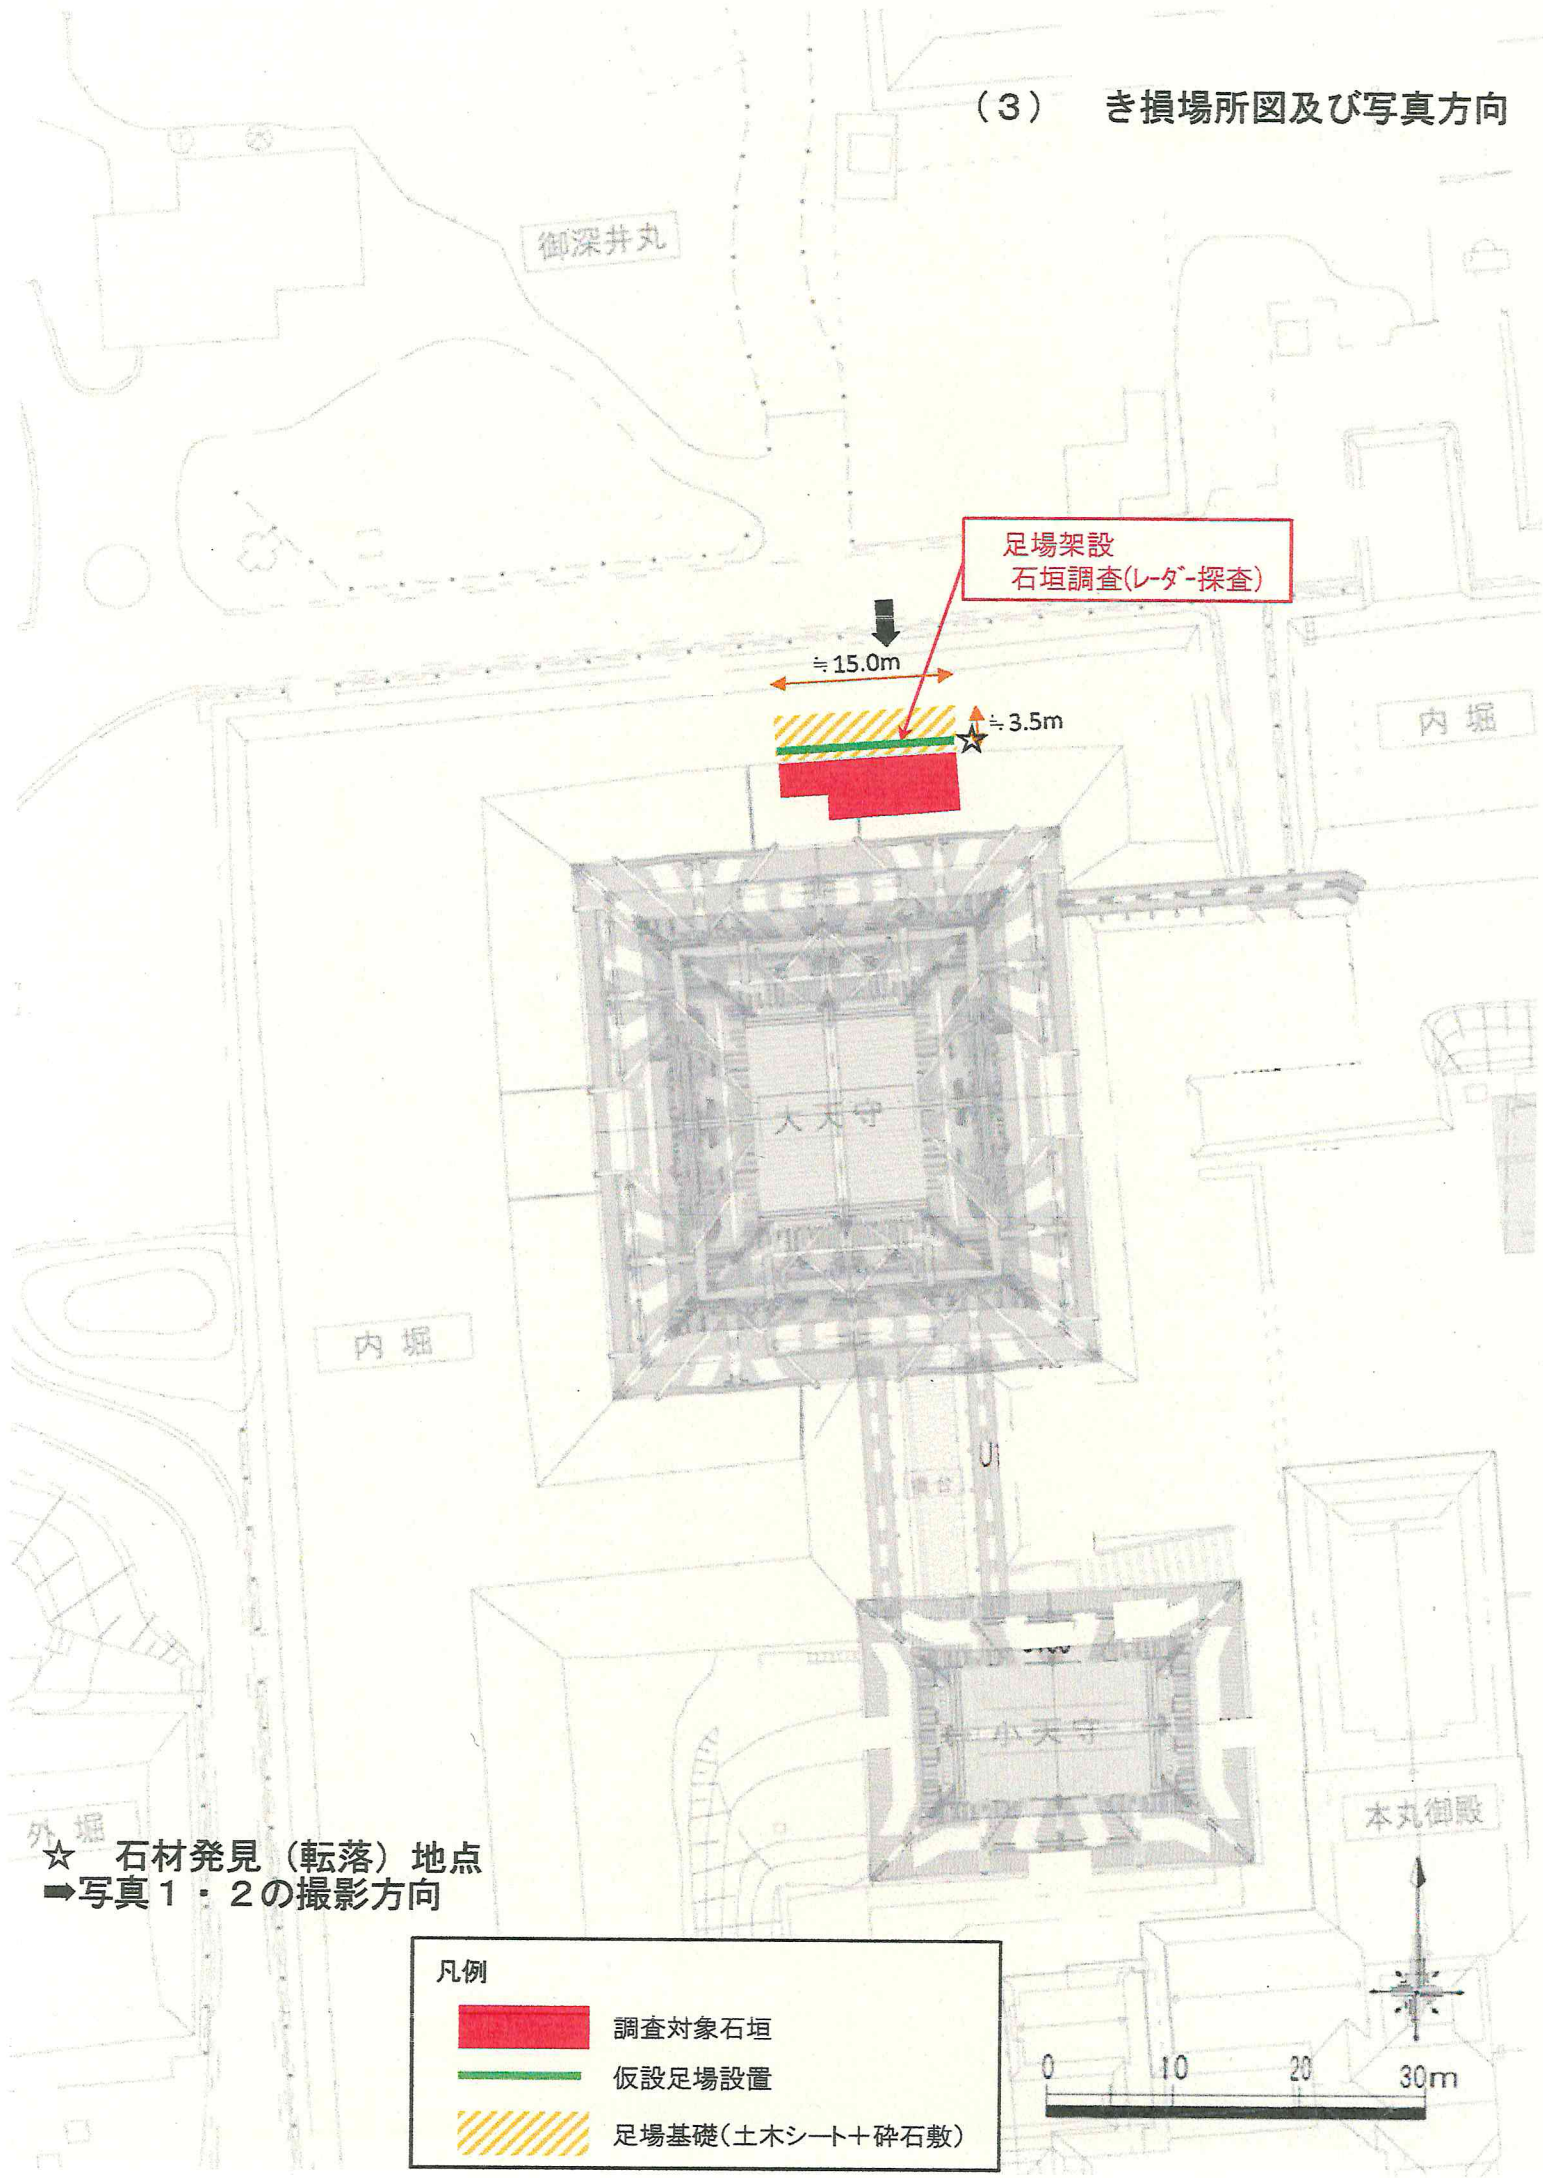 （３）　き損場所図及び写真方向
御深井丸
足場架設
石垣調査(レーダー探査)
≒15.0m
≒3.5m
内堀
大天守
内堀
小天守
本丸御殿
外堀
☆　石材発見（転落）地点
➡写真１・２の撮影方向
凡例
調査対象石垣
仮設足場設置
足場基礎(土木シート＋砕石敷)
0 10 20 30m